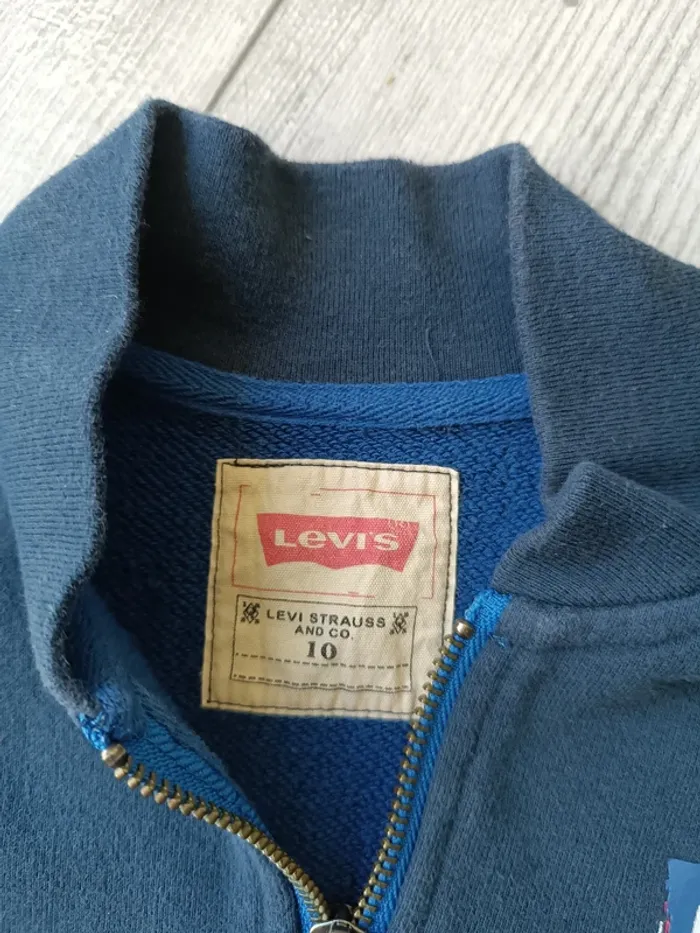 Levi's
LEVI STRAUSS
AND CO.
10